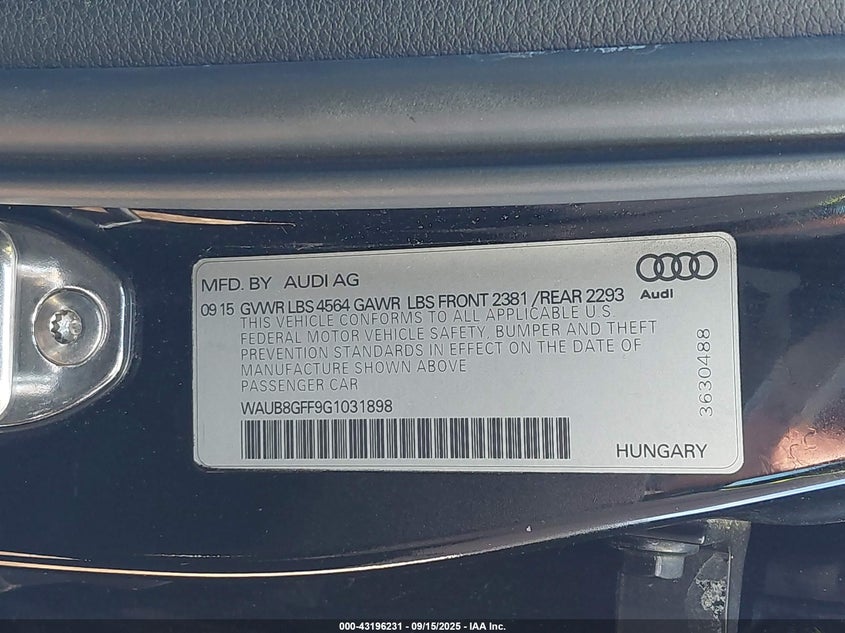 MFD. BY AUDI AG
Audi
09 15 GVWR LBS 4564 GAWR LBS FRONT 2381 /REAR 2293
THIS VEHICLE CONFORMS TO ALL APPLICABLE U.S.
FEDERAL MOTOR VEHICLE SAFETY, BUMPER AND THEFT
PREVENTION STANDARDS IN EFFECT ON THE DATE OF
MANUFACTURE SHOWN ABOVE
PASSENGER CAR
WAUB8GFF9G1031898
3630488
HUNGARY
000-43196231 - 09/15/2025 - IAA Inc.